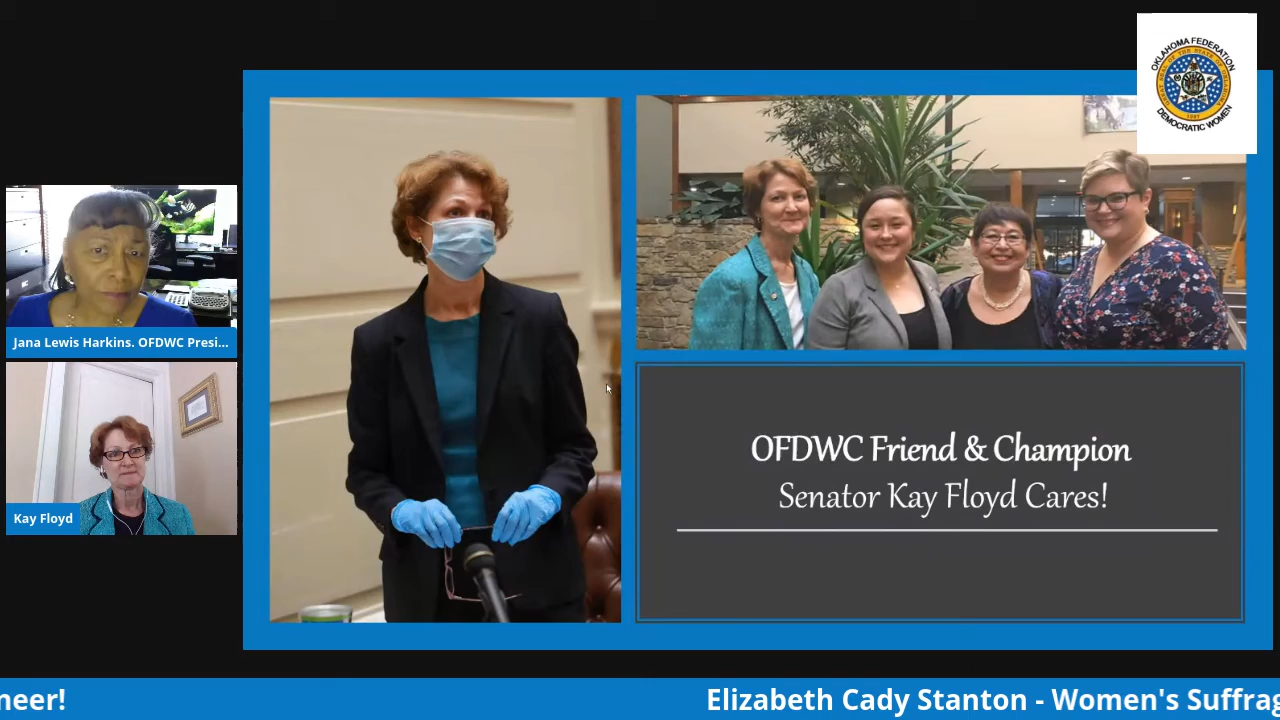 OKLAHOMA FEDERATION
DEMOCRATIC WOMEN
Jana Lewis Harkins. OFDWC Presi...
Kay Floyd
OFDWC Friend & Champion
Senator Kay Floyd Cares!
neer!
Elizabeth Cady Stanton - Women's Suffrag